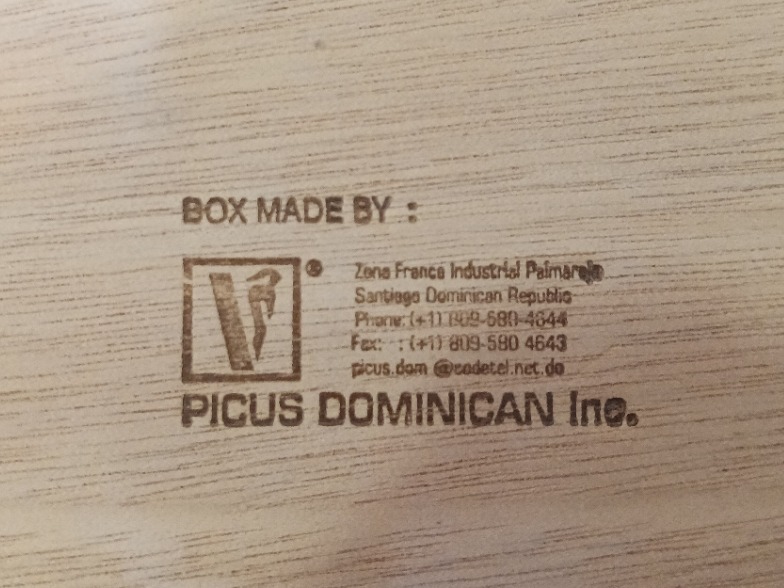 BOX MADE BY :
®
Zona Franca Industrial Palmarejo
Santiago Dominican Republic
Phone: (+1) 809-580-4644
Fax: : (+1) 809-580 4643
picus.dom @codetel.net.do
PICUS DOMINICAN Inc.